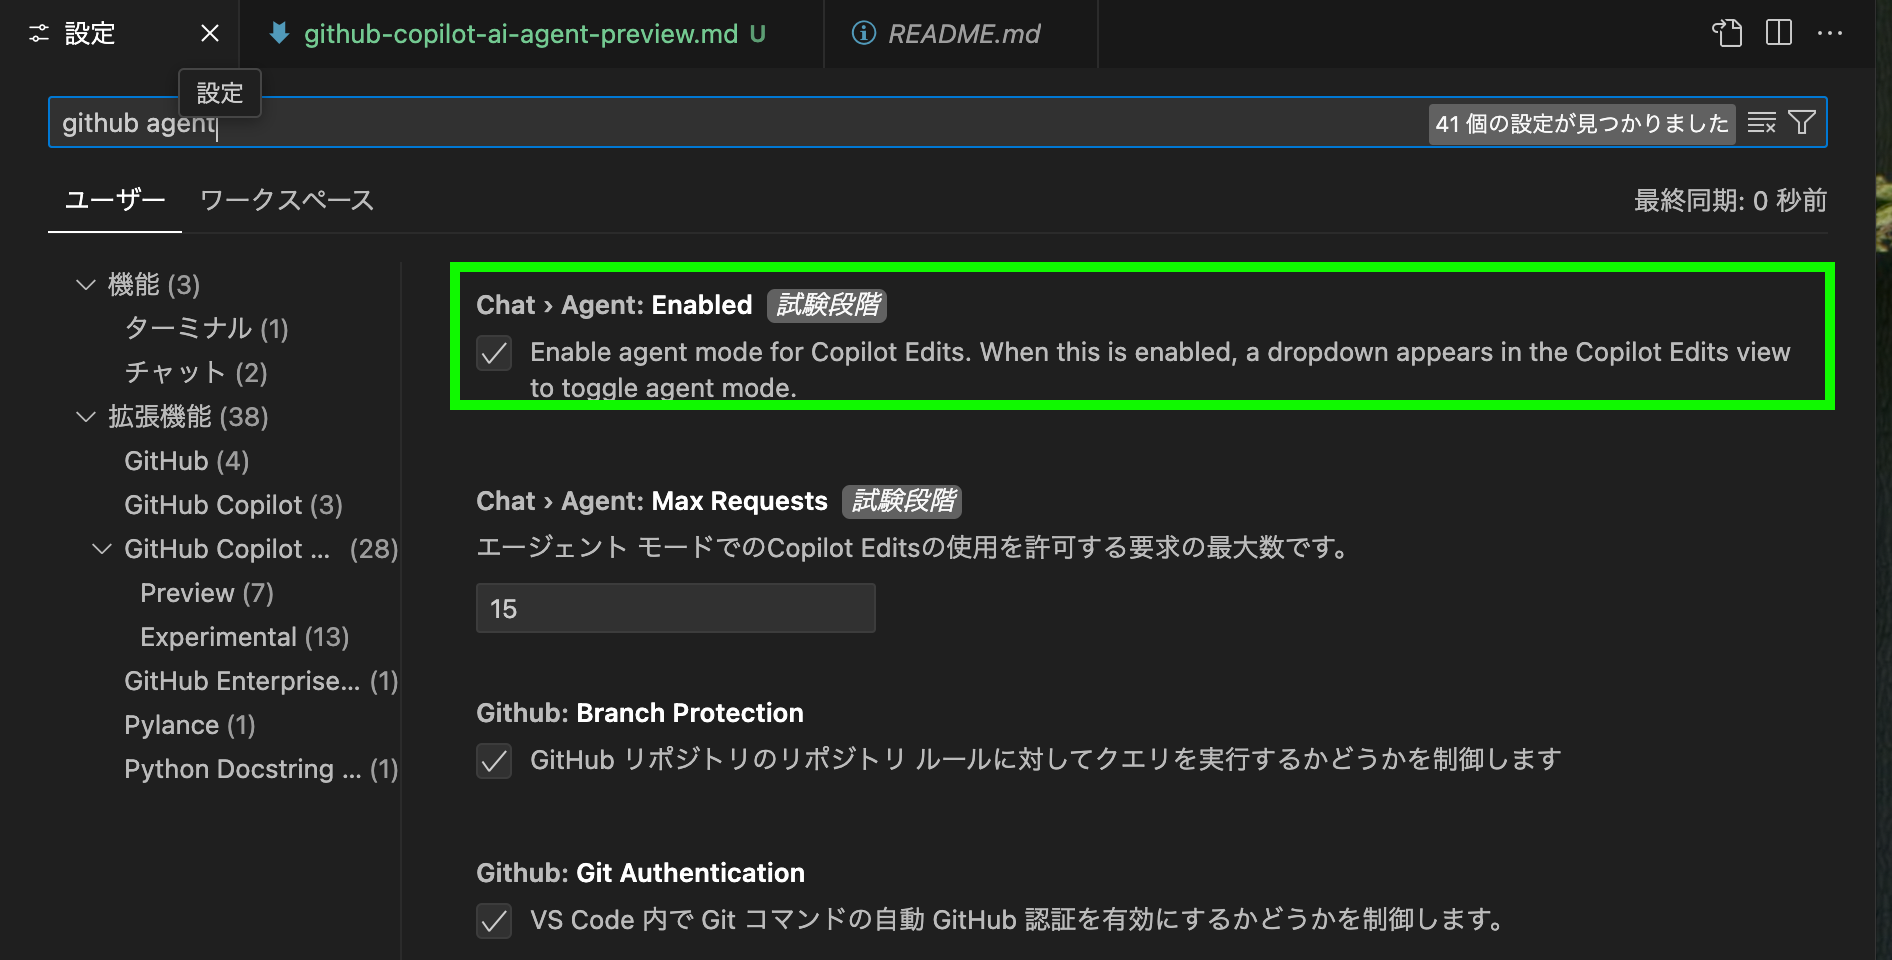 設定
github-copilot-ai-agent-preview.md U
README.md
設定
github agent
41 個の設定が見つかりました
ユーザー
ワークスペース
最終同期: 0 秒前
機能 (3)
ターミナル (1)
チャット (2)
拡張機能 (38)
GitHub (4)
GitHub Copilot (3)
GitHub Copilot ... (28)
Preview (7)
Experimental (13)
GitHub Enterprise... (1)
Pylance (1)
Python Docstring ... (1)
Chat › Agent: Enabled 試験段階
Enable agent mode for Copilot Edits. When this is enabled, a dropdown appears in the Copilot Edits view
to toggle agent mode.
Chat › Agent: Max Requests 試験段階
エージェント モードでのCopilot Editsの使用を許可する要求の最大数です。
15
Github: Branch Protection
GitHub リポジトリのリポジトリ ルールに対してクエリを実行するかどうかを制御します
Github: Git Authentication
VS Code 内で Git コマンドの自動 GitHub 認証を有効にするかどうかを制御します。